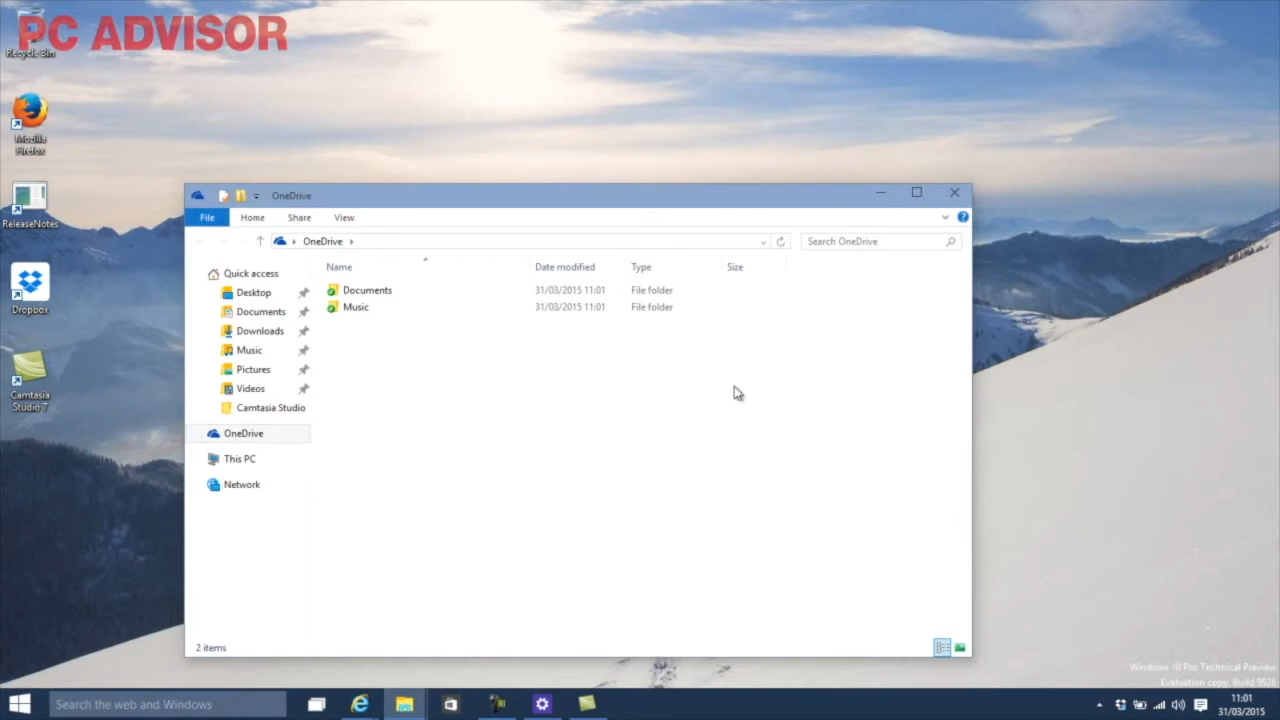 PC ADVISOR
Recycle Bin
Mozilla
Firefox
ReleaseNotes
Dropbox
Camtasia
Studio 7
OneDrive
File Home Share View
OneDrive
Search OneDrive
Name Date modified Type Size
Documents 31/03/2015 11:01 File folder
Music 31/03/2015 11:01 File folder
Quick access
Desktop
Documents
Downloads
Music
Pictures
Videos
Camtasia Studio
OneDrive
This PC
Network
2 items
Windows 10 Pro Technical Preview
Evaluation copy. Build 9926
Search the web and Windows
11:01
31/03/2015